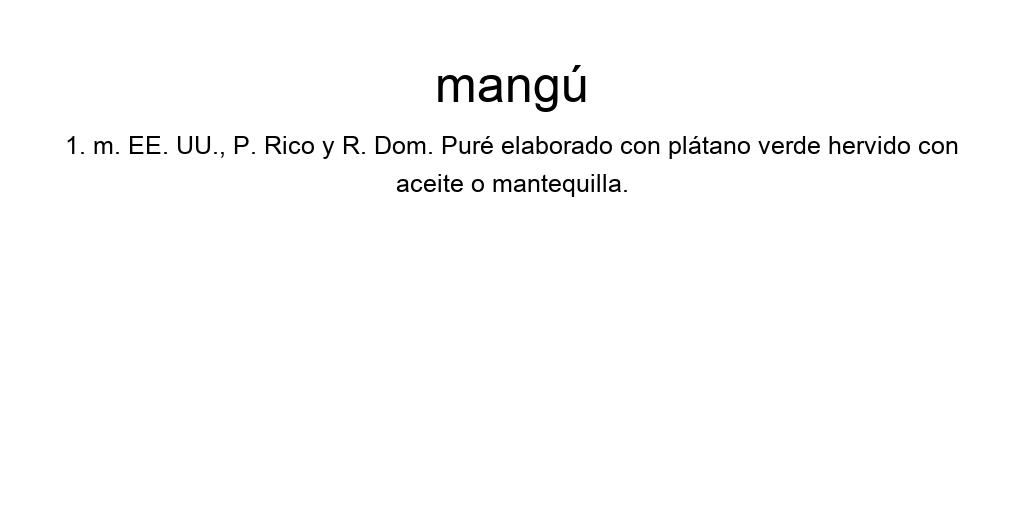 mangú
1. m. EE. UU., P. Rico y R. Dom. Puré elaborado con plátano verde hervido con
aceite o mantequilla.